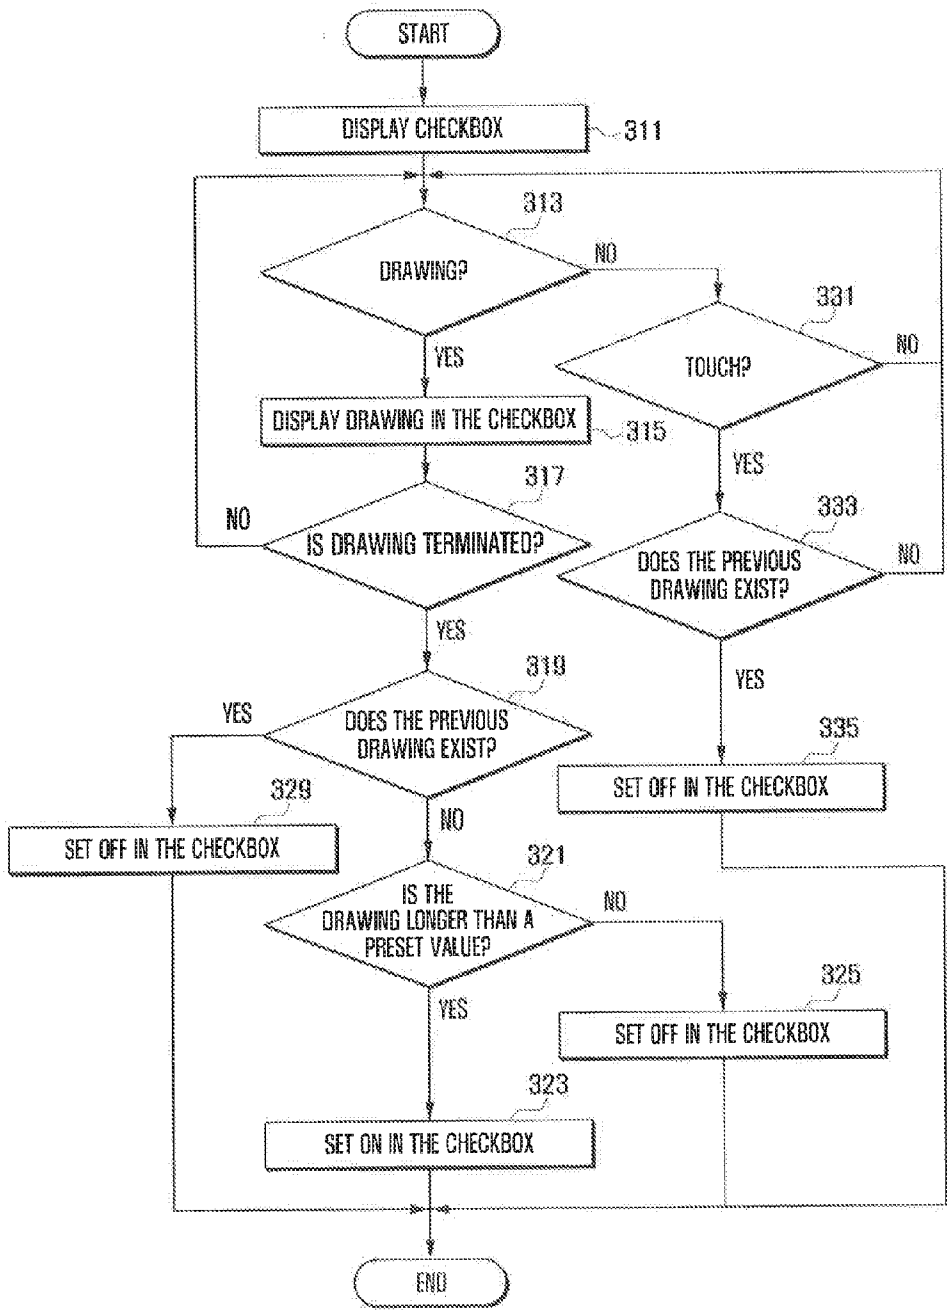 START
DISPLAY CHECKBOX
311
313
DRAWING?
NO
331
TOUCH?
NO
YES
DISPLAY DRAWING IN THE CHECKBOX
315
YES
317
IS DRAWING TERMINATED?
NO
333
DOES THE PREVIOUS
DRAWING EXIST?
NO
YES
319
DOES THE PREVIOUS
DRAWING EXIST?
YES
YES
335
SET OFF IN THE CHECKBOX
329
SET OFF IN THE CHECKBOX
NO
321
IS THE
DRAWING LONGER THAN A
PRESET VALUE?
NO
YES
325
SET OFF IN THE CHECKBOX
323
SET ON IN THE CHECKBOX
END